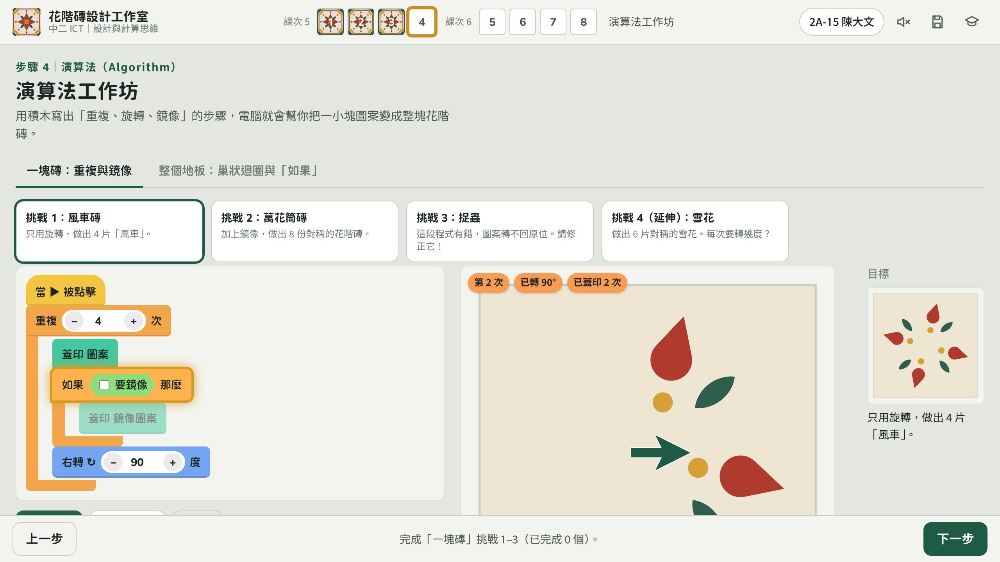 花階磚設計工作室
中二 ICT｜設計與計算思維
課次 5
1
2
3
4
課次 6
5
6
7
8
演算法工作坊
2A-15 陳大文
步驟 4｜演算法（Algorithm）
演算法工作坊
用積木寫出「重複、旋轉、鏡像」的步驟，電腦就會幫你把一小塊圖案變成整塊花階
磚。
一塊磚：重複與鏡像
整個地板：巢狀迴圈與「如果」
挑戰 1：風車磚
只用旋轉，做出 4 片「風車」。
挑戰 2：萬花筒磚
加上鏡像，做出 8 份對稱的花階磚。
挑戰 3：捉蟲
這段程式有錯，圖案轉不回原位。請修
正它！
挑戰 4（延伸）：雪花
做出 6 片對稱的雪花。每次要轉幾度？
當 ▶ 被點擊
重複 − 4 + 次
蓋印 圖案
如果 要鏡像 那麼
蓋印 鏡像圖案
右轉 ↻ − 90 + 度
第 2 次
已轉 90°
已蓋印 2 次
目標
只用旋轉，做出 4 片
「風車」。
上一步
完成「一塊磚」挑戰 1–3（已完成 0 個）。
下一步